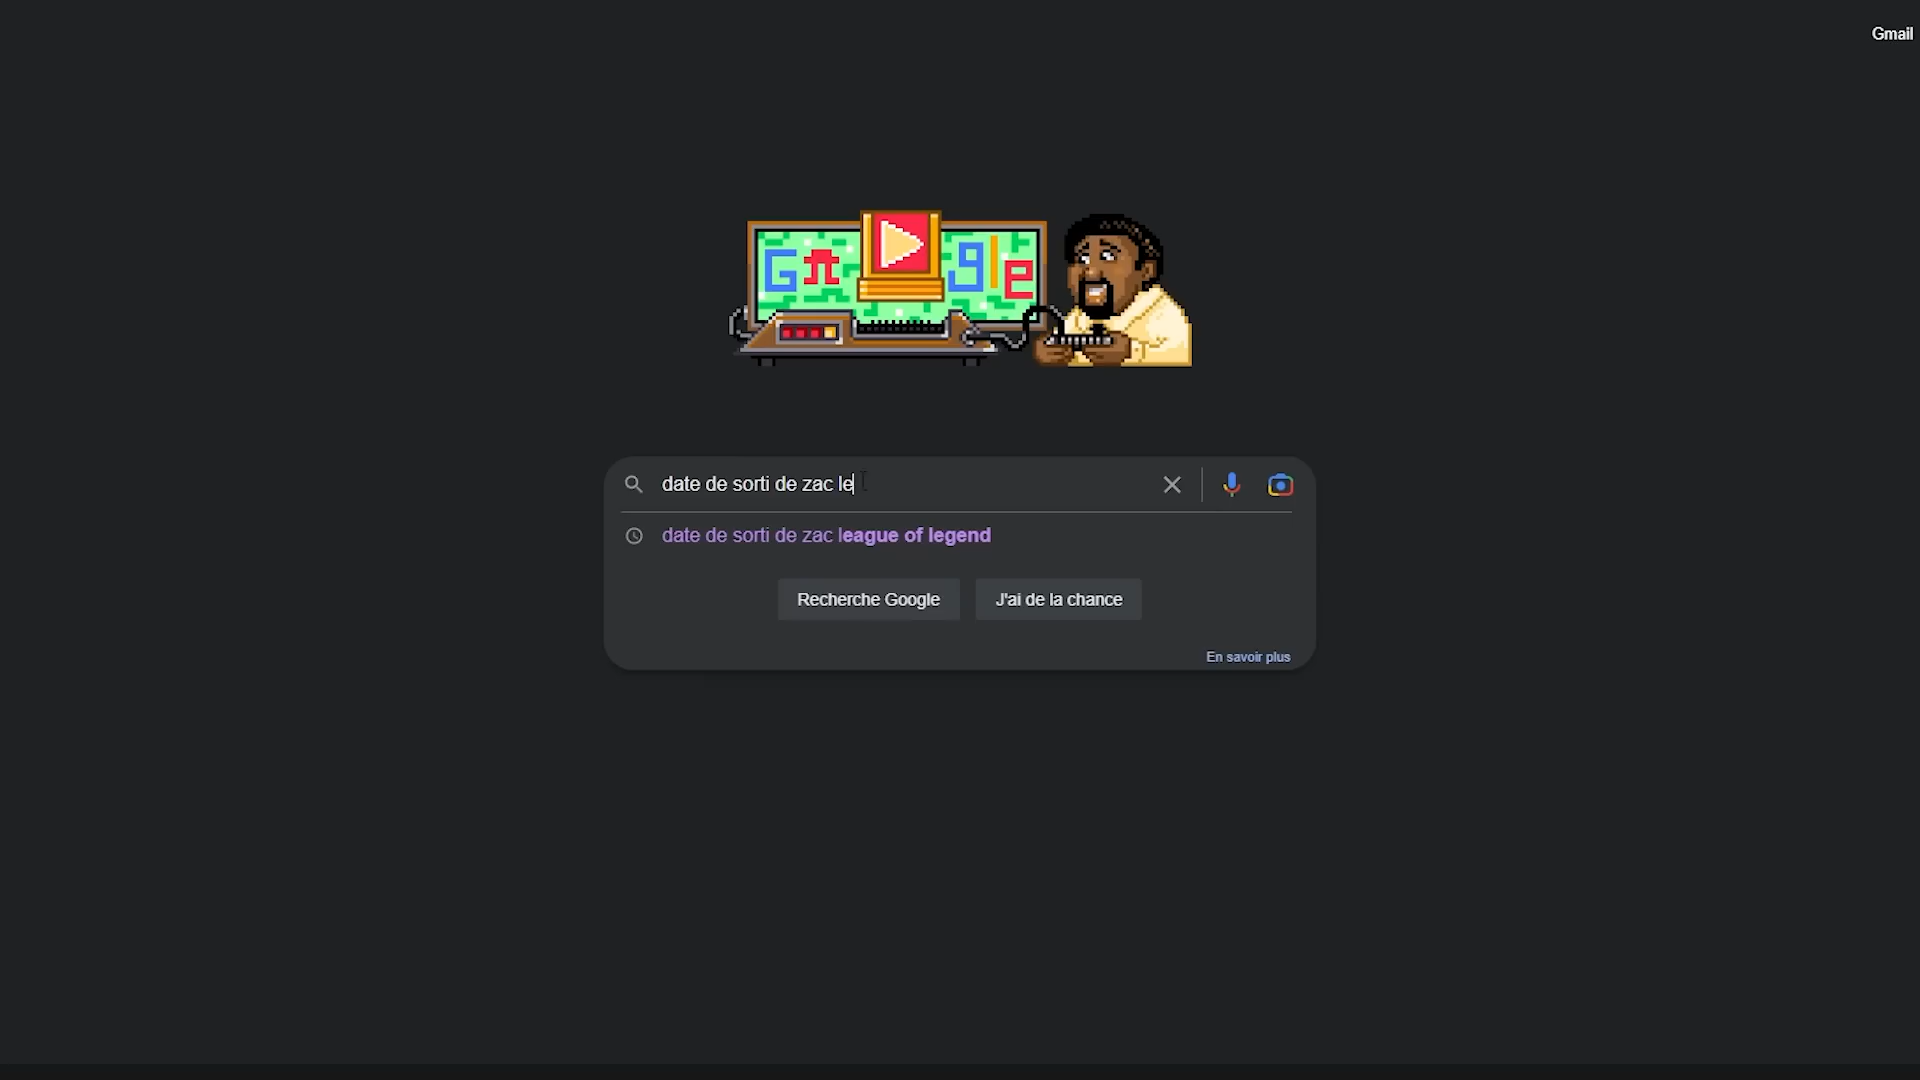 Gmail
Gogle
date de sorti de zac le
date de sorti de zac league of legend
Recherche Google
J'ai de la chance
En savoir plus